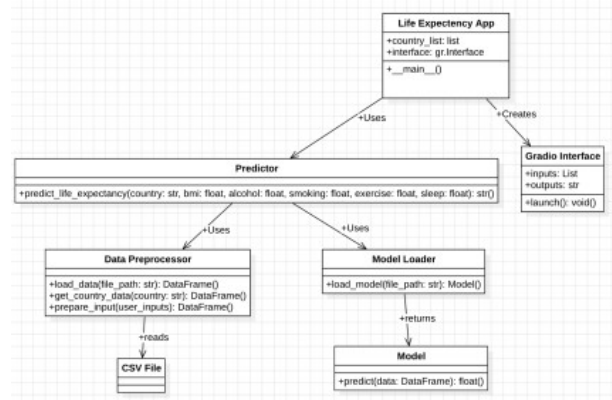 Life Expectency App
+country_list: list
+interface: gr.Interface
+__main__()
+Uses
+Creates
Gradio Interface
+inputs: List
+outputs: str
+launch(): void()
Predictor
+predict_life_expectancy(country: str, bmi: float, alcohol: float, smoking: float, exercise: float, sleep: float): str()
+Uses
+Uses
Data Preprocessor
+load_data(file_path: str): DataFrame()
+get_country_data(country: str): DataFrame()
+prepare_input(user_inputs): DataFrame()
Model Loader
+load_model(file_path: str): Model()
+reads
+returns
CSV File
Model
+predict(data: DataFrame): float()